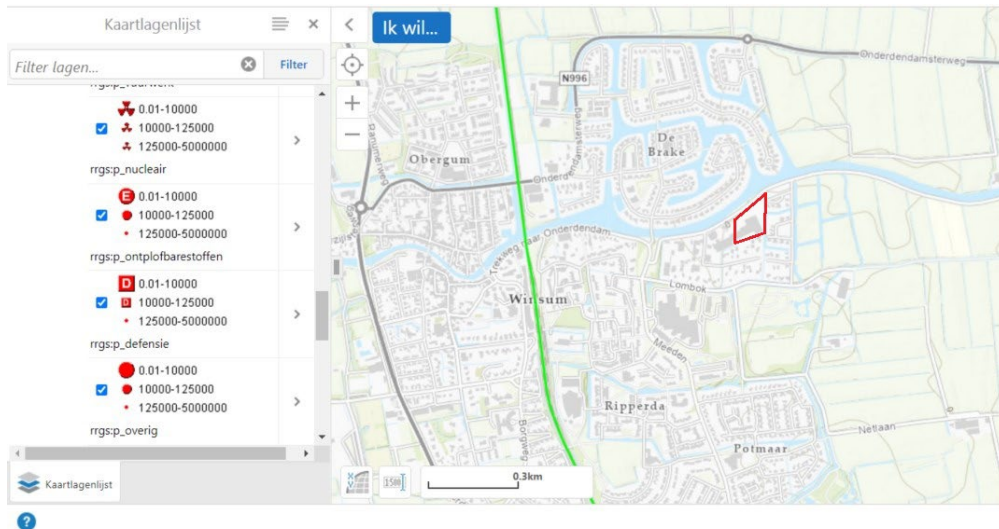 Kaartlagenlijst
Ik wil...
Filter lagen...
Filter
0.01-10000
10000-125000
125000-5000000
rrgs:p_nucleair
E 0.01-10000
10000-125000
125000-5000000
rrgs:p_ontplofbarestoffen
D 0.01-10000
D 10000-125000
125000-5000000
rrgs:p_defensie
0.01-10000
10000-125000
125000-5000000
rrgs:p_overig
Kaartlagenlijst
Onderdendamsterweg
N996
De
Brake
Obergum
Ranumerweg
Trekweg naar Onderdendam
Lombok
Winsum
Meeden
Ripperda
Borgweg
Netlaan
Potmaar
0.3km